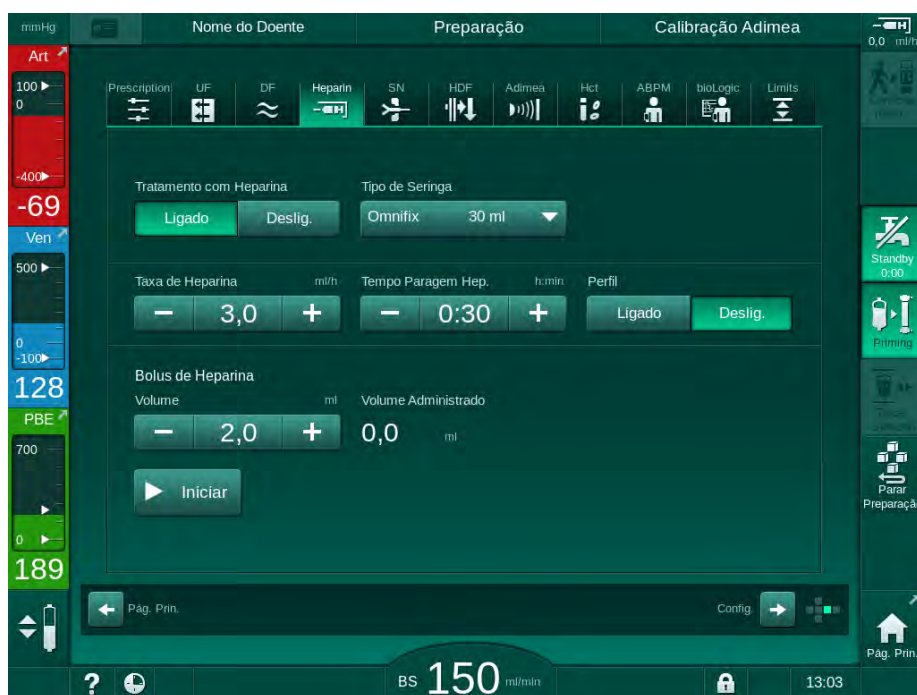 mmHg
Nome do Doente
Preparação
Calibração Adimea
0,0 ml/h
Art
100
0
-400
-69
Ven
500
0
-100
128
PBE
700
0
189
Prescription
UF
DF
Heparin
SN
HDF
Adimea
Hct
ABPM
bioLogic
Limits
Tratamento com Heparina
Tipo de Seringa
Ligado
Deslig.
Omnifix 30 ml
Taxa de Heparina ml/h
Tempo Paragem Hep. h:min
Perfil
− 3,0 +
− 0:30 +
Ligado
Deslig.
Bolus de Heparina
Volume ml
Volume Administrado
− 2,0 +
0,0 ml
Iniciar
Pág. Prin.
Config.
Standby
0:00
Priming
Parar
Preparaçã
Pág. Prin.
?
BS 150 ml/min
13:03